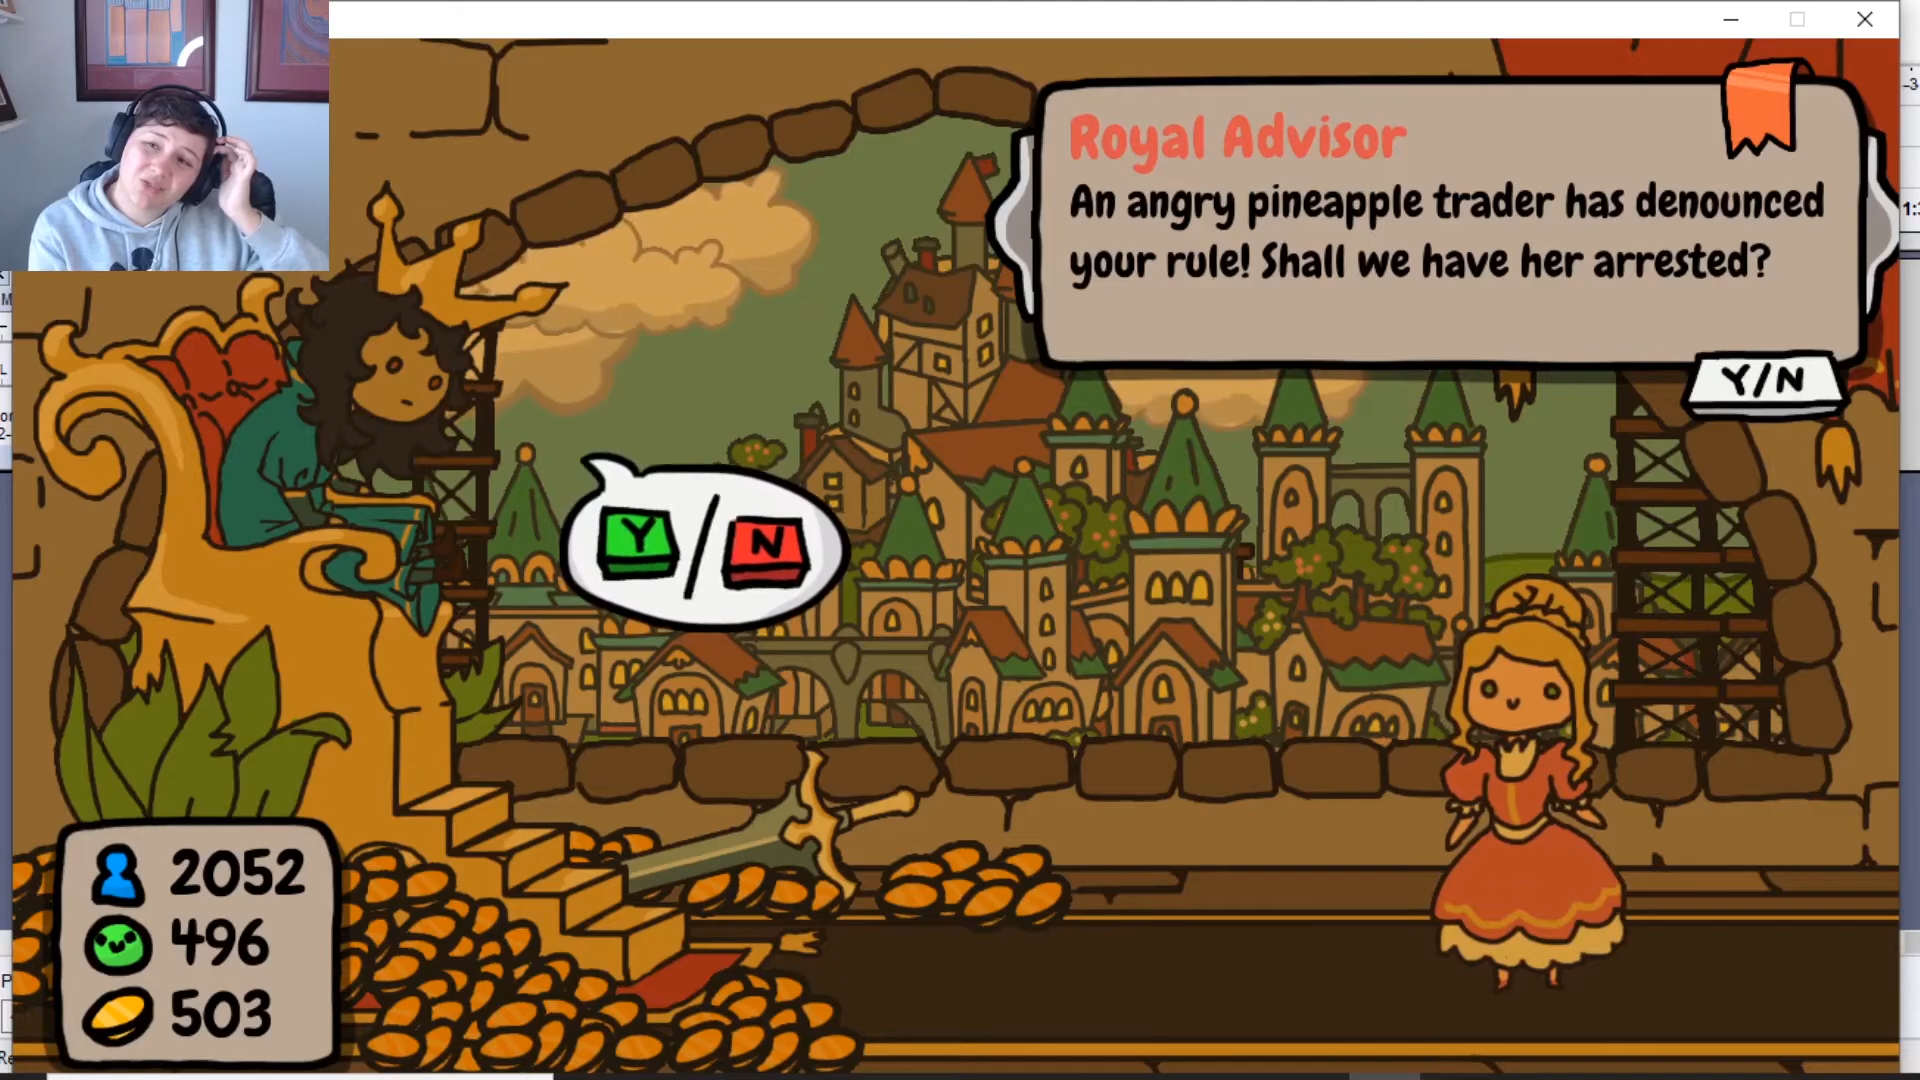 Royal Advisor
An angry pineapple trader has denounced
your rule! Shall we have her arrested?
Y/N
Y/N
2052
496
503